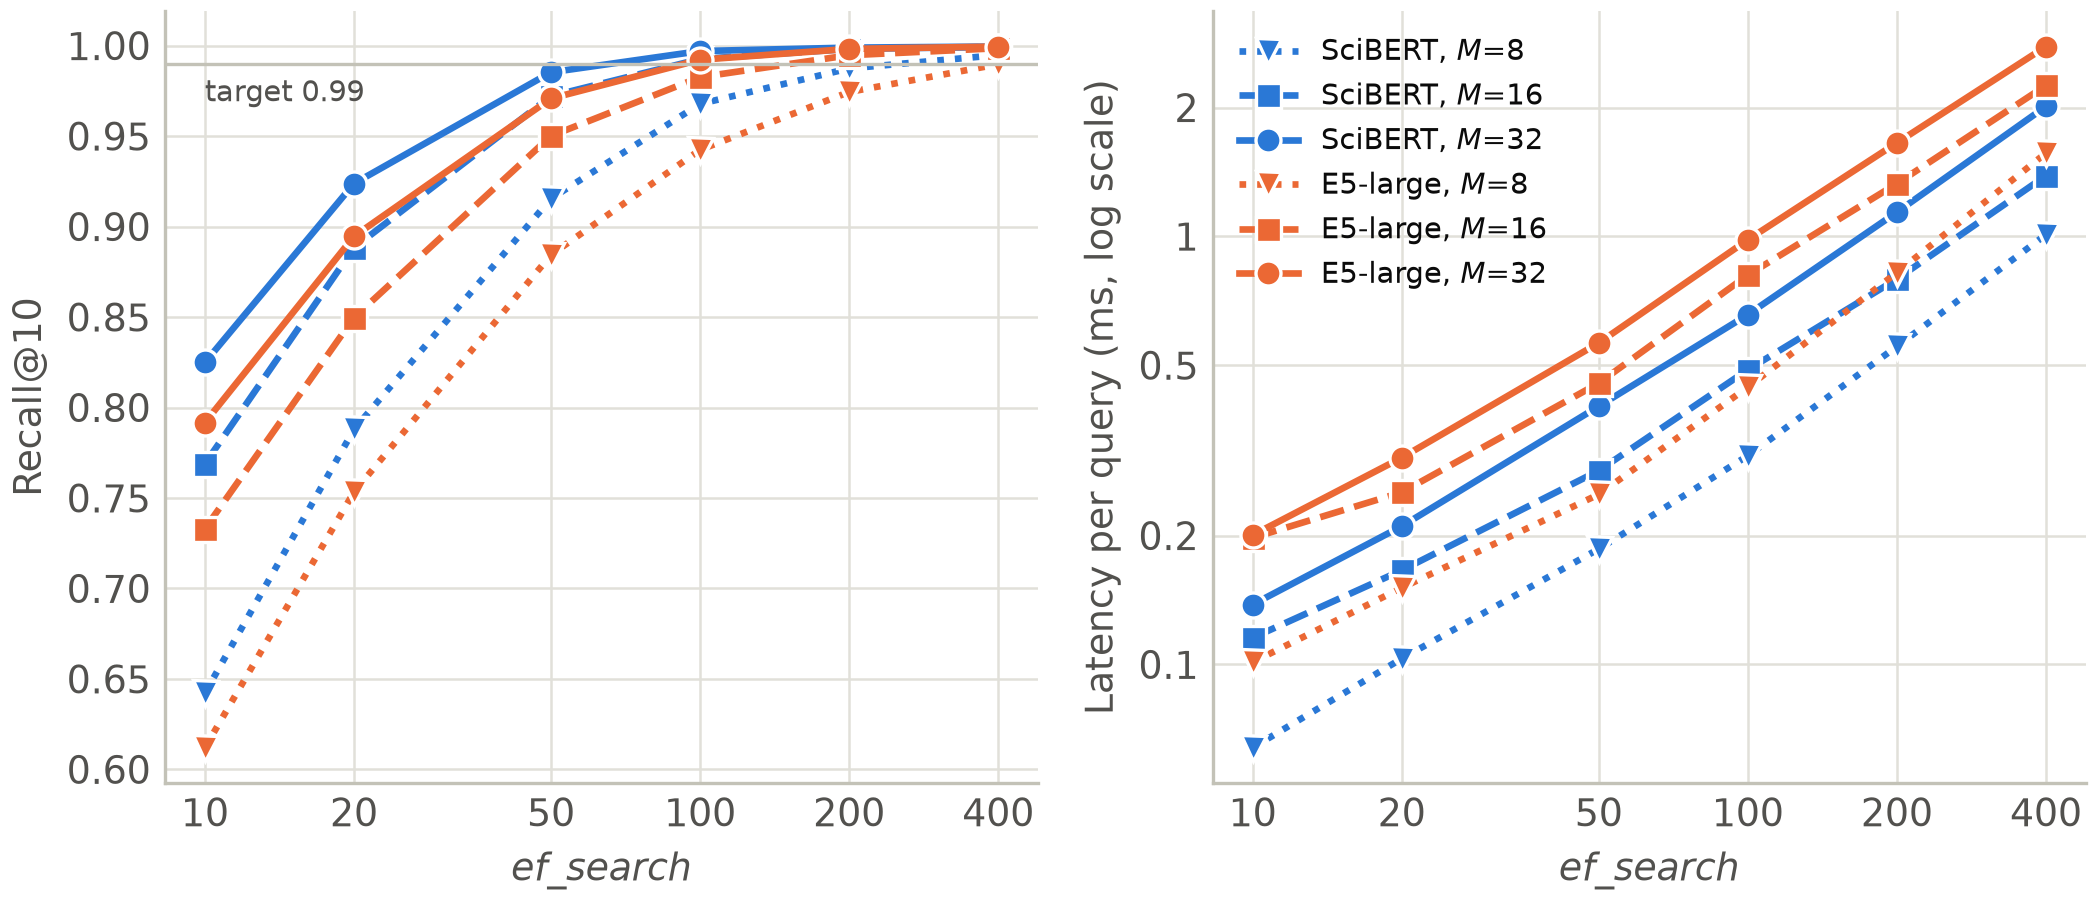 1.00
0.95
0.90
0.85
0.80
0.75
0.70
0.65
0.60
Recall@10
target 0.99
10 20 50 100 200 400
ef_search
2
1
0.5
0.2
0.1
Latency per query (ms, log scale)
SciBERT, M=8
SciBERT, M=16
SciBERT, M=32
E5-large, M=8
E5-large, M=16
E5-large, M=32
10 20 50 100 200 400
ef_search